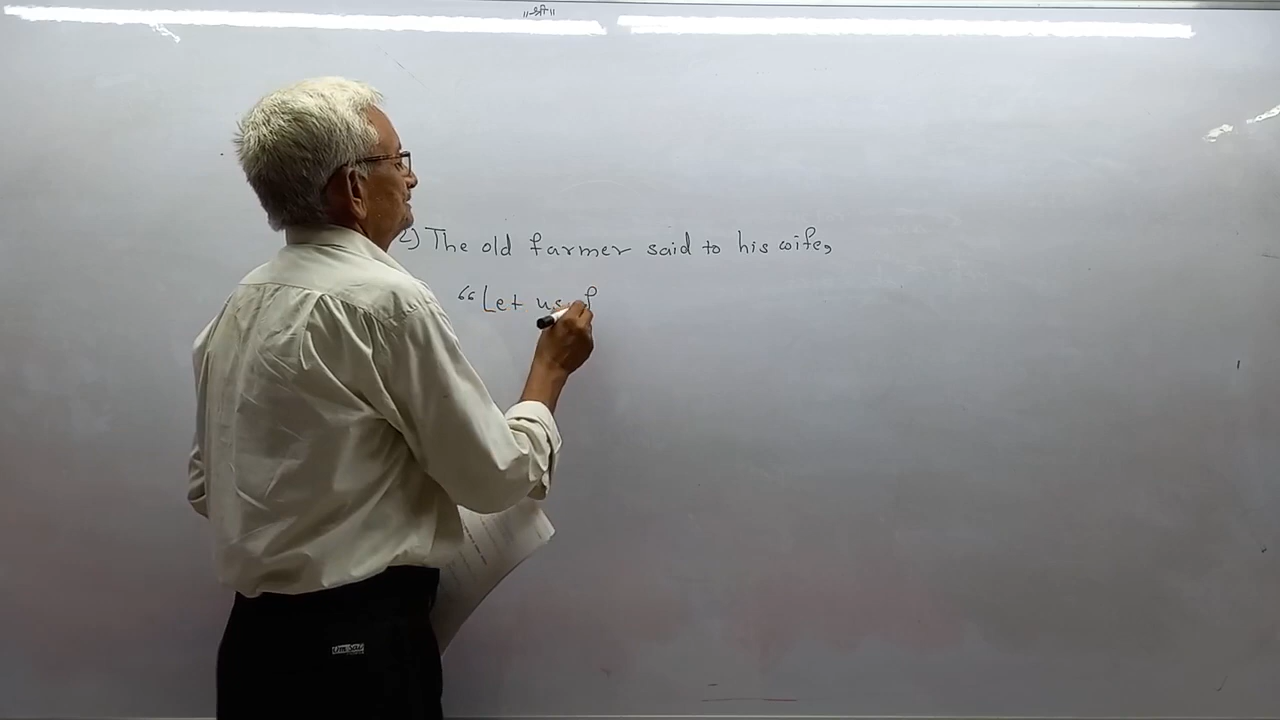 ॥श्री॥
2) The old farmer said to his wife,
“Let us f